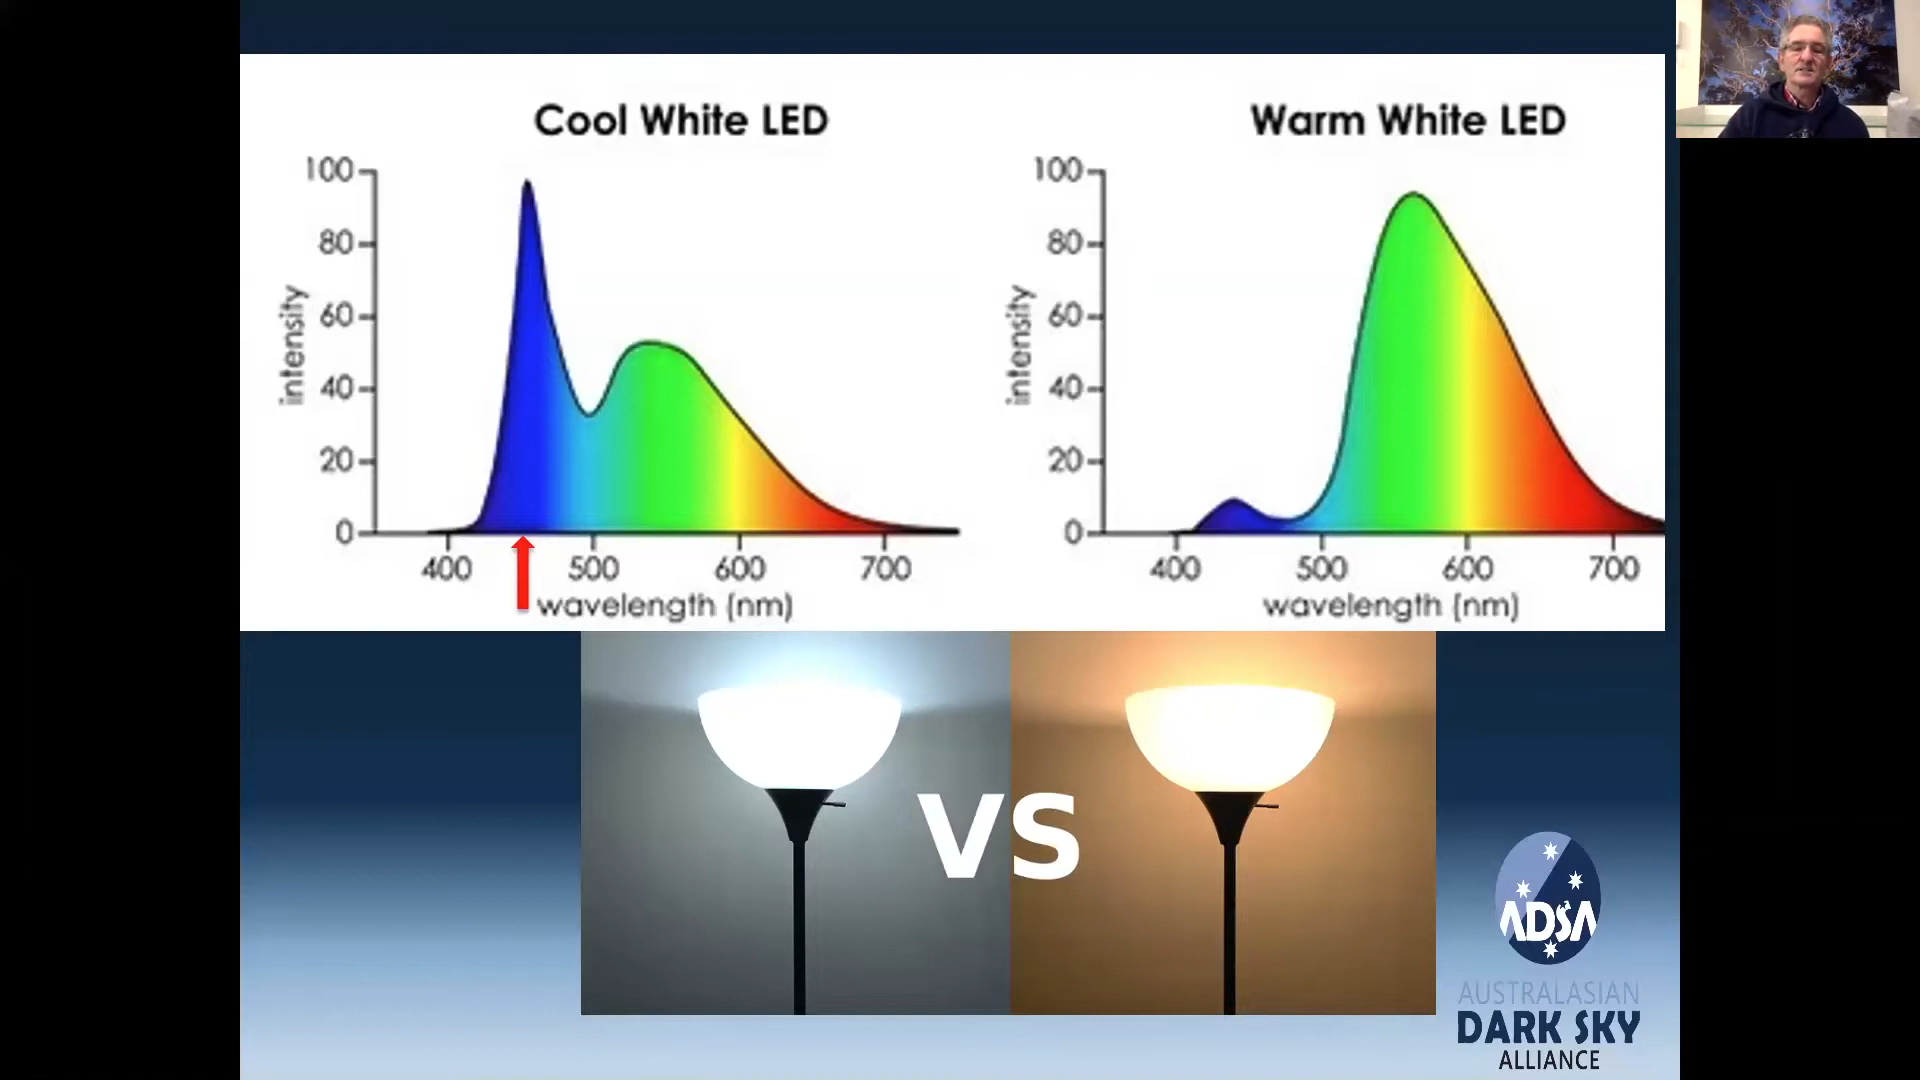 Cool White LED
100
80
60
40
20
0
intensity
400
500
600
700
wavelength (nm)
Warm White LED
100
80
60
40
20
0
intensity
400
500
600
700
wavelength (nm)
VS
ADSA
AUSTRALASIAN
DARK SKY
ALLIANCE